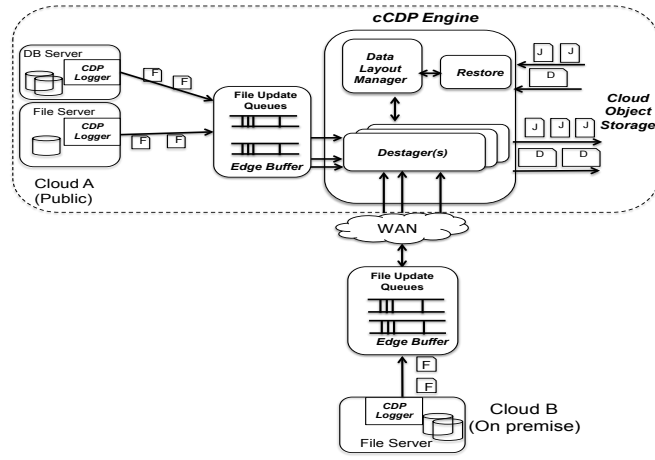 cCDP Engine
DB Server
CDP
Logger
F
F
File Server
CDP
Logger
F
F
Cloud A
(Public)
File Update
Queues
Edge Buffer
Data
Layout
Manager
Restore
Destager(s)
J
J
D
Cloud
Object
Storage
J
J
J
D
D
WAN
File Update
Queues
Edge Buffer
F
F
CDP
Logger
File Server
Cloud B
(On premise)